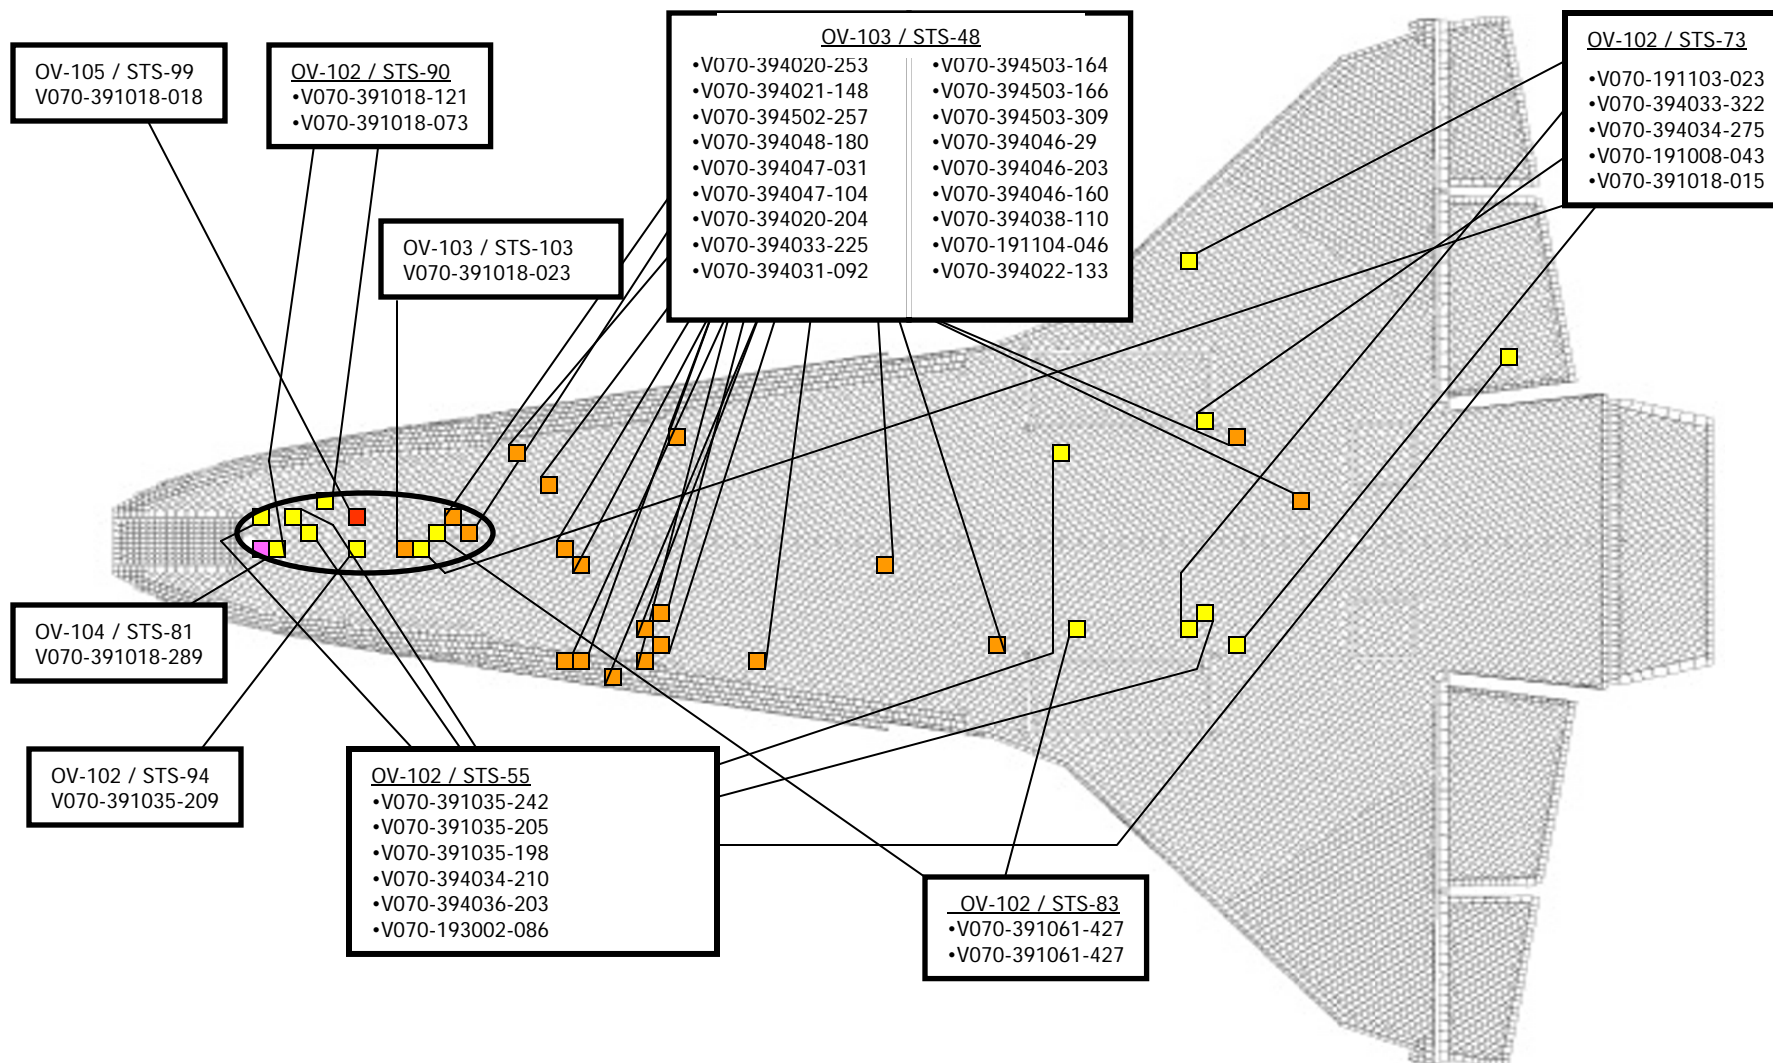 OV-105 / STS-99
V070-391018-018
OV-102 / STS-90
•V070-391018-121
•V070-391018-073
OV-103 / STS-103
V070-391018-023
OV-103 / STS-48
•V070-394020-253
•V070-394021-148
•V070-394502-257
•V070-394048-180
•V070-394047-031
•V070-394047-104
•V070-394020-204
•V070-394033-225
•V070-394031-092
•V070-394503-164
•V070-394503-166
•V070-394503-309
•V070-394046-29
•V070-394046-203
•V070-394046-160
•V070-394038-110
•V070-191104-046
•V070-394022-133
OV-102 / STS-73
•V070-191103-023
•V070-394033-322
•V070-394034-275
•V070-191008-043
•V070-391018-015
OV-104 / STS-81
V070-391018-289
OV-102 / STS-94
V070-391035-209
OV-102 / STS-55
•V070-391035-242
•V070-391035-205
•V070-391035-198
•V070-394034-210
•V070-394036-203
•V070-193002-086
OV-102 / STS-83
•V070-391061-427
•V070-391061-427